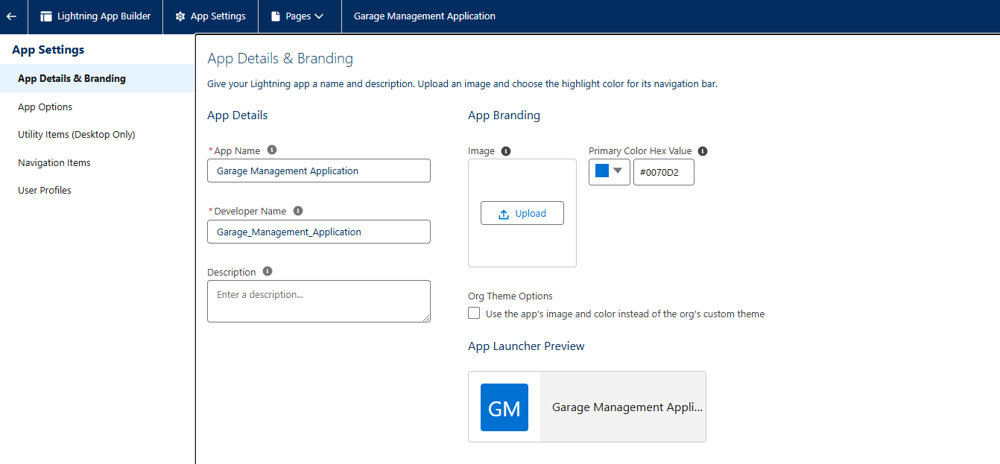 Lightning App Builder App Settings Pages Garage Management Application
App Settings
App Details & Branding
App Options
Utility Items (Desktop Only)
Navigation Items
User Profiles
App Details & Branding
Give your Lightning app a name and description. Upload an image and choose the highlight color for its navigation bar.
App Details
*App Name
Garage Management Application
*Developer Name
Garage_Management_Application
Description
Enter a description...
App Branding
Image
Upload
Primary Color Hex Value
#0070D2
Org Theme Options
Use the app's image and color instead of the org's custom theme
App Launcher Preview
GM
Garage Management Appli...